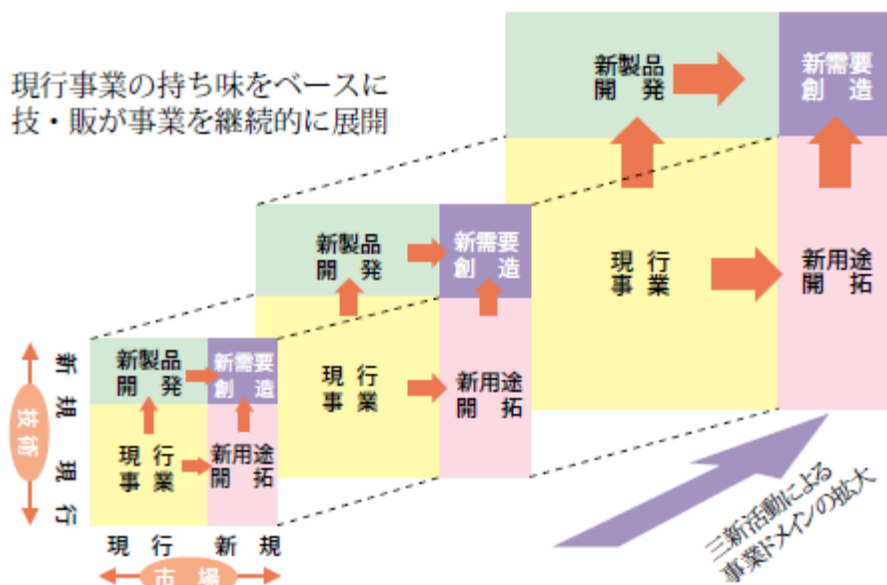 現行事業の持ち味をベースに
技・販が事業を継続的に展開
新製品
開発
新需要
創造
現行
事業
新用途
開拓
新製品
開発
新需要
創造
現行
事業
新用途
開拓
新製品
開発
新需要
創造
現行
事業
新用途
開拓
新規
技術
現行
現行
新規
市場
三新活動による
事業ドメインの拡大